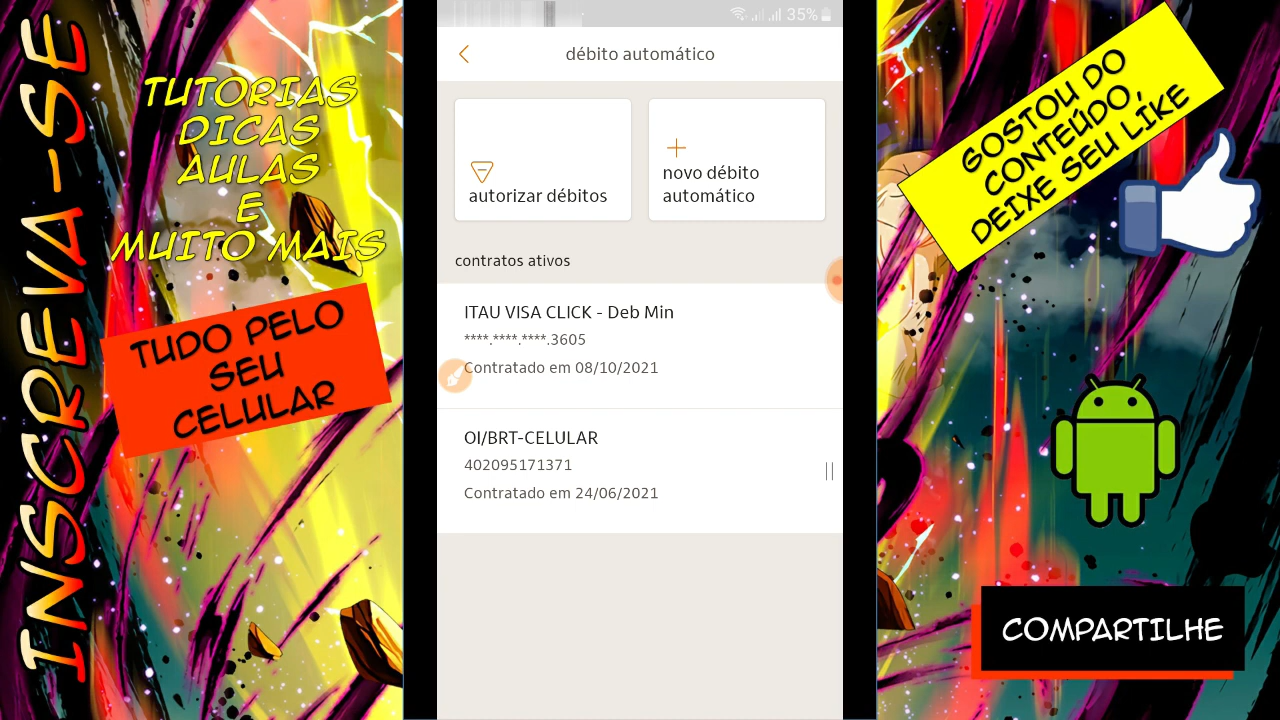 INSCREVA-SE
TUTORIAS
DICAS
AULAS
E
MUITO MAIS
TUDO PELO
SEU
CELULAR
35%
débito automático
autorizar débitos
novo débito
automático
contratos ativos
ITAU VISA CLICK - Deb Min
****.****.****.3605
Contratado em 08/10/2021
OI/BRT-CELULAR
402095171371
Contratado em 24/06/2021
GOSTOU DO
CONTEÚDO,
DEIXE SEU LIKE
COMPARTILHE